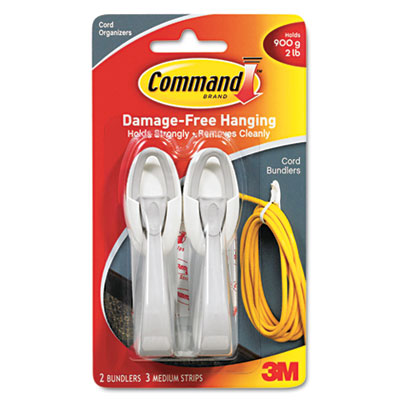 Cord
Organizers
Holds
900 g
2 lb
Command
BRAND
Damage-Free Hanging
Holds Strongly • Removes Cleanly
Cord
Bundlers
2 BUNDLERS 3 MEDIUM STRIPS
3M